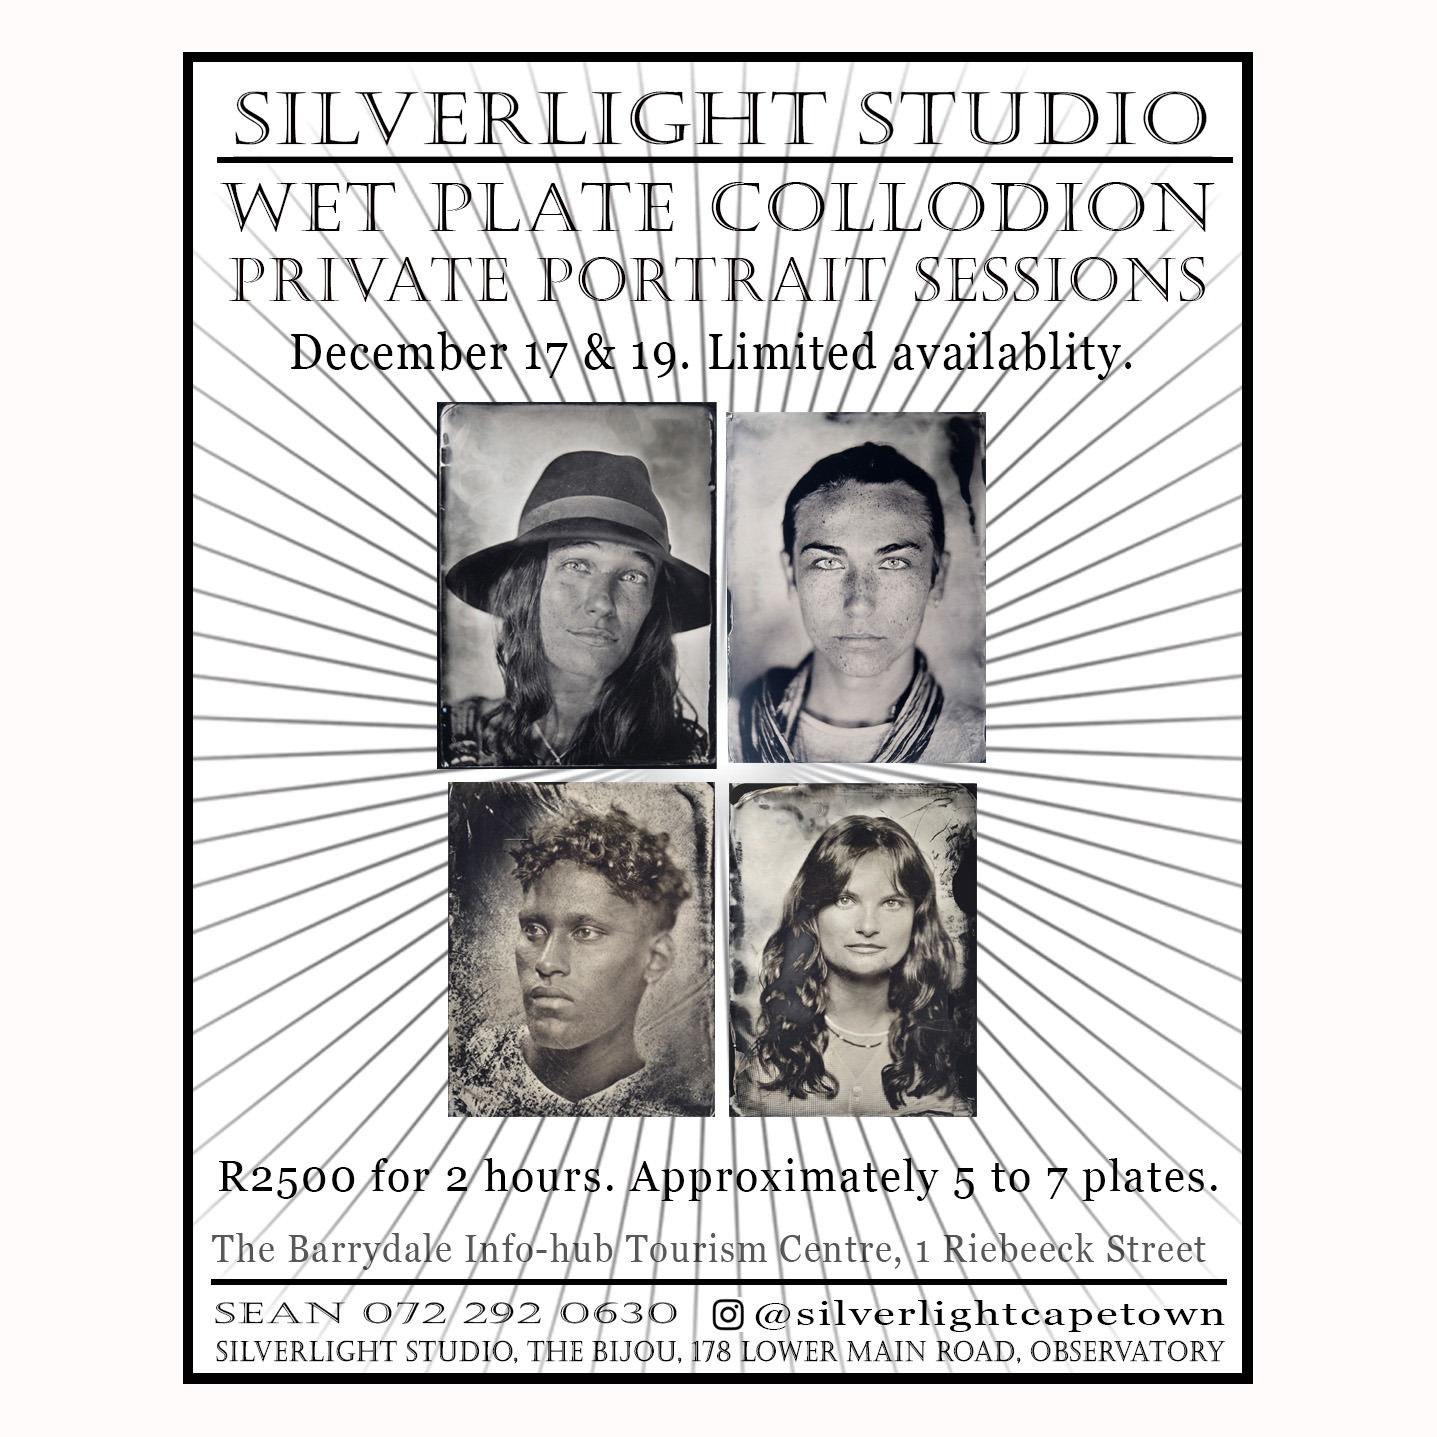 SILVERLIGHT STUDIO
WET PLATE COLLODION
PRIVATE PORTRAIT SESSIONS
December 17 & 19. Limited availablity.
R2500 for 2 hours. Approximately 5 to 7 plates.
The Barrydale Info-hub Tourism Centre, 1 Riebeeck Street
SEAN 072 292 0630 @silverlightcapetown
SILVERLIGHT STUDIO, THE BIJOU, 178 LOWER MAIN ROAD, OBSERVATORY